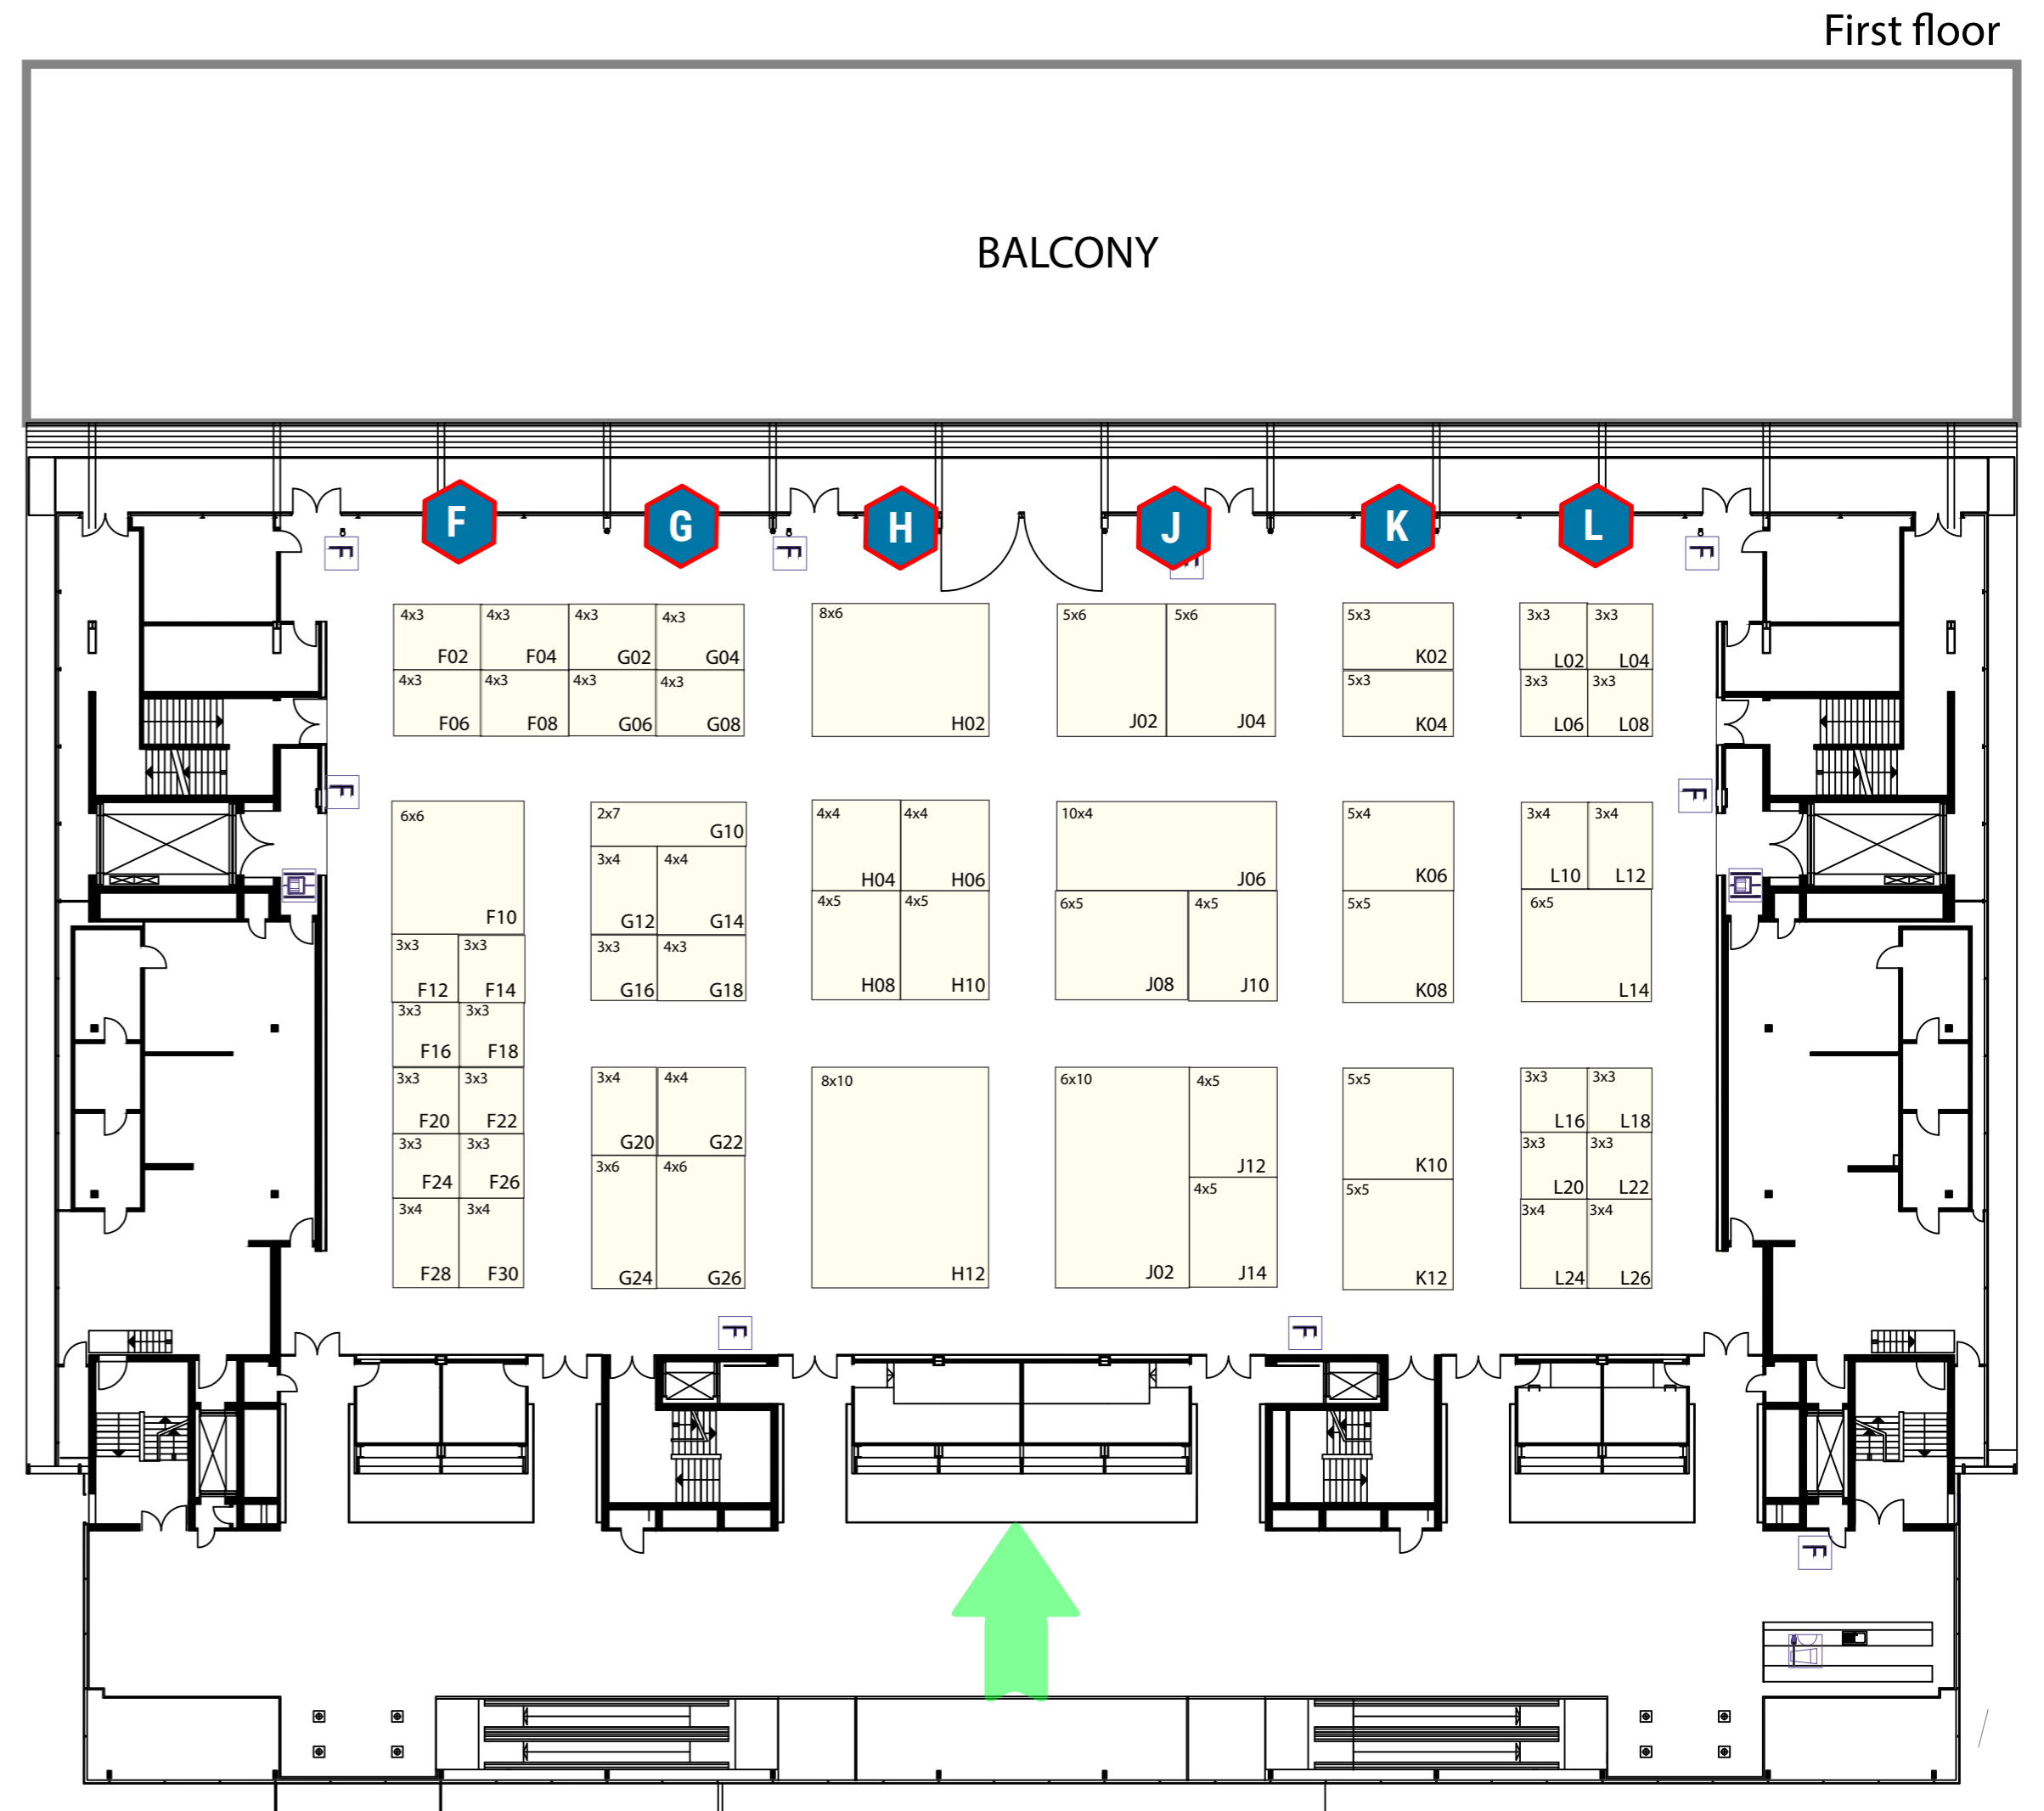 First floor
BALCONY
F
G
H
J
K
L
F
F
F
F
4x3 4x3 4x3 4x3
F02 F04 G02 G04
4x3 4x3 4x3 4x3
F06 F08 G06 G08
8x6
H02
5x6 5x6
J02 J04
5x3
K02
5x3
K04
3x3 3x3
L02 L04
3x3 3x3
L06 L08
F
F
6x6
F10
3x3 3x3
F12 F14
3x3 3x3
F16 F18
3x3 3x3
F20 F22
3x3 3x3
F24 F26
3x4 3x4
F28 F30
2x7
G10
3x4 4x4
G12 G14
3x3 4x3
G16 G18
3x4 4x4
G20 G22
3x6 4x6
G24 G26
4x4 4x4
H04 H06
4x5 4x5
H08 H10
8x10
H12
10x4
J06
6x5 4x5
J08 J10
6x10 4x5
J12
4x5
J02 J14
5x4
K06
5x5
K08
5x5
K10
5x5
K12
3x4 3x4
L10 L12
6x5
L14
3x3 3x3
L16 L18
3x3 3x3
L20 L22
3x4 3x4
L24 L26
F
F
F